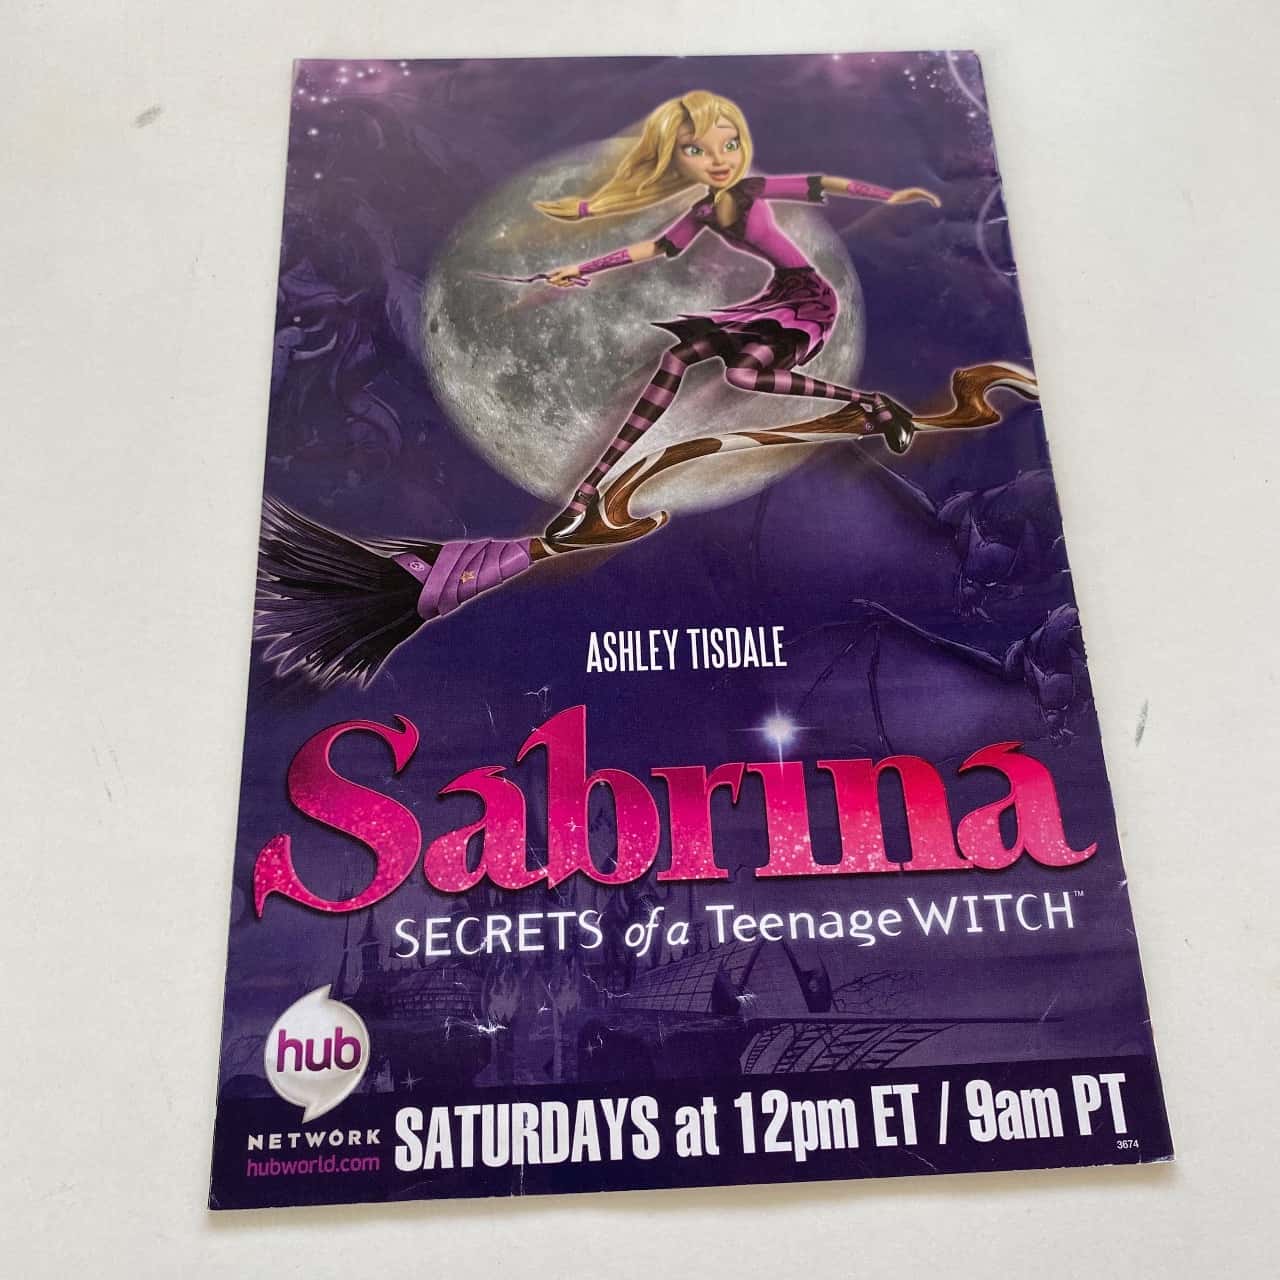 ASHLEY TISDALE
Sabrina
SECRETS of a Teenage WITCH™
hub
NETWORK
hubworld.com
SATURDAYS at 12pm ET / 9am PT
3674